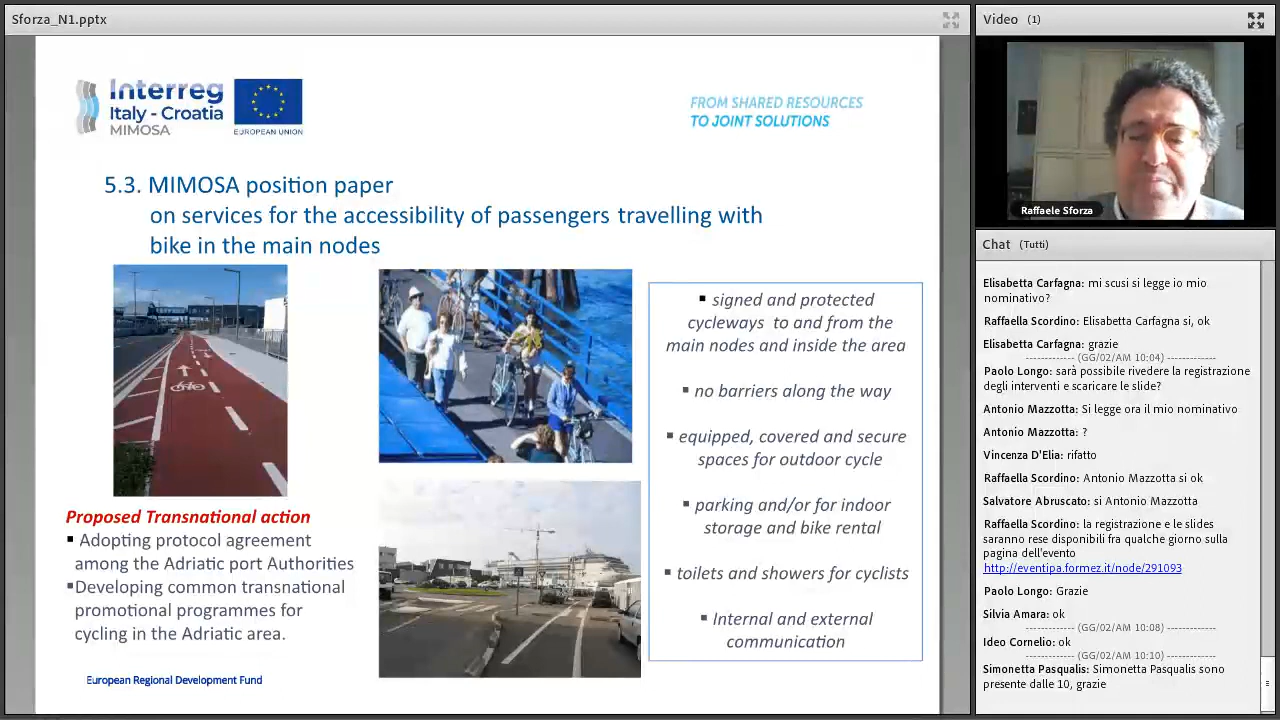 Sforza_N1.pptx
Interreg
Italy - Croatia
MIMOSA
EUROPEAN UNION
FROM SHARED RESOURCES
TO JOINT SOLUTIONS
5.3. MIMOSA position paper
on services for the accessibility of passengers travelling with
bike in the main nodes
Proposed Transnational action
▪ Adopting protocol agreement
among the Adriatic port Authorities
▪Developing common transnational
promotional programmes for
cycling in the Adriatic area.
▪ signed and protected
cycleways to and from the
main nodes and inside the area
▪ no barriers along the way
▪ equipped, covered and secure
spaces for outdoor cycle
▪ parking and/or for indoor
storage and bike rental
▪ toilets and showers for cyclists
▪ Internal and external
communication
European Regional Development Fund
Video (1)
Raffaele Sforza
Chat (Tutti)
Elisabetta Carfagna: mi scusi si legge io mio
nominativo?
Raffaella Scordino: Elisabetta Carfagna si, ok
Elisabetta Carfagna: grazie
------------- (GG/02/AM 10:04) -------------
Paolo Longo: sarà possibile rivedere la registrazione
degli interventi e scaricare le slide?
Antonio Mazzotta: Si legge ora il mio nominativo
Antonio Mazzotta: ?
Vincenza D'Elia: rifatto
Raffaella Scordino: Antonio Mazzotta si ok
Salvatore Abruscato: si Antonio Mazzotta
Raffaella Scordino: la registrazione e le slides
saranno rese disponibili fra qualche giorno sulla
pagina dell'evento
http://eventipa.formez.it/node/291093
Paolo Longo: Grazie
Silvia Amara: ok
------------- (GG/02/AM 10:08) -------------
Ideo Cornelio: ok
------------- (GG/02/AM 10:10) -------------
Simonetta Pasqualis: Simonetta Pasqualis sono
presente dalle 10, grazie